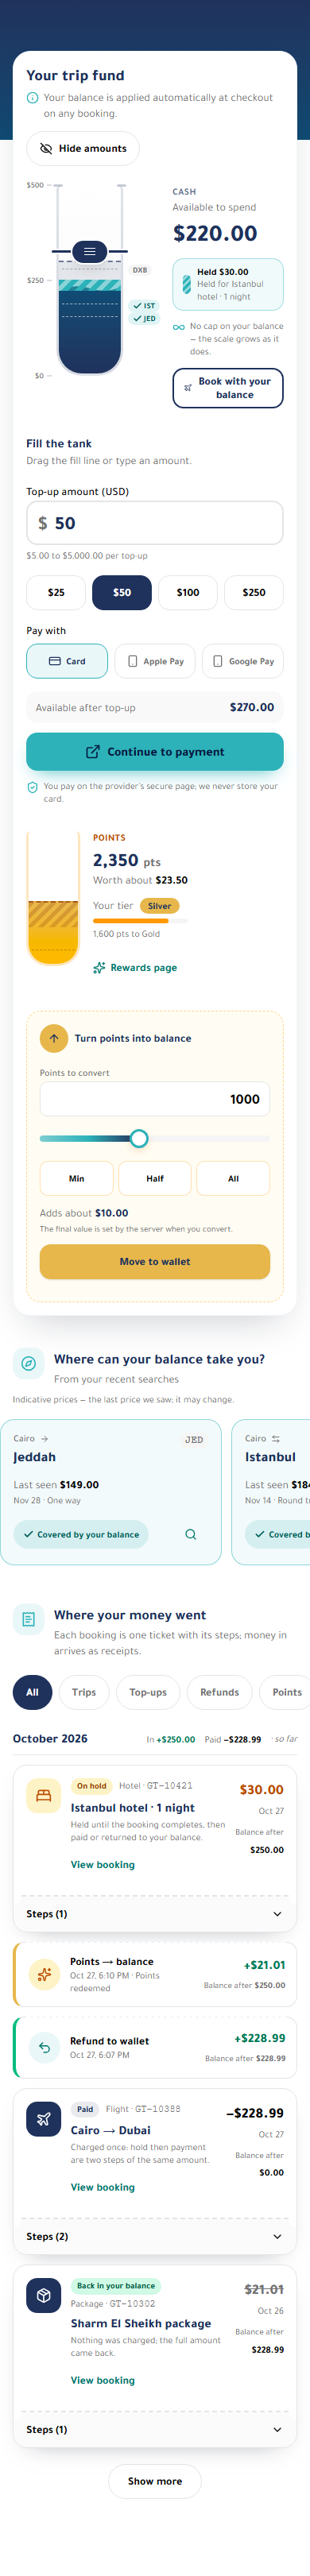 Your trip fund
Your balance is applied automatically at checkout
on any booking.
Hide amounts
$500
$250
$0
DXB
IST
JED
CASH
Available to spend
$220.00
Held $30.00
Held for Istanbul
hotel · 1 night
No cap on your balance
— the scale grows as it
does.
Book with your
balance
Fill the tank
Drag the fill line or type an amount.
Top-up amount (USD)
$ 50
$5.00 to $5,000.00 per top-up
$25
$50
$100
$250
Pay with
Card
Apple Pay
Google Pay
Available after top-up
$270.00
Continue to payment
You pay on the provider's secure page; we never store your
card.
POINTS
2,350 pts
Worth about $23.50
Your tier Silver
1,600 pts to Gold
Rewards page
Turn points into balance
Points to convert
1000
Min
Half
All
Adds about $10.00
The final value is set by the server when you convert.
Move to wallet
Where can your balance take you?
From your recent searches
Indicative prices — the last price we saw; it may change.
Cairo →
JED
Jeddah
Last seen $149.00
Nov 28 · One way
Covered by your balance
Cairo ⇆
Istanbul
Last seen $184
Nov 14 · Round t
Covered b
Where your money went
Each booking is one ticket with its steps; money in
arrives as receipts.
All
Trips
Top-ups
Refunds
Points
October 2026
In +$250.00 Paid −$228.99 · so far
On hold Hotel · GT-10421
$30.00
Istanbul hotel · 1 night
Oct 27
Held until the booking completes, then
paid or returned to your balance.
Balance after
$250.00
View booking
Steps (1)
Points → balance
+$21.01
Oct 27, 6:10 PM · Points
redeemed
Balance after $250.00
Refund to wallet
+$228.99
Oct 27, 6:07 PM
Balance after $228.99
Paid Flight · GT-10388
−$228.99
Cairo → Dubai
Oct 27
Charged once: hold then payment
are two steps of the same amount.
Balance after
$0.00
View booking
Steps (2)
Back in your balance
$21.01
Package · GT-10302
Oct 26
Sharm El Sheikh package
Balance after
Nothing was charged; the full amount
came back.
$228.99
View booking
Steps (1)
Show more